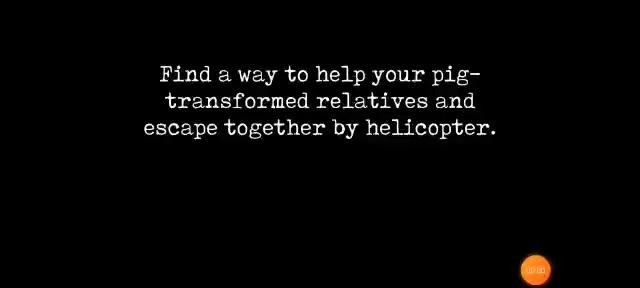 Find a way to help your pig-
transformed relatives and
escape together by helicopter.